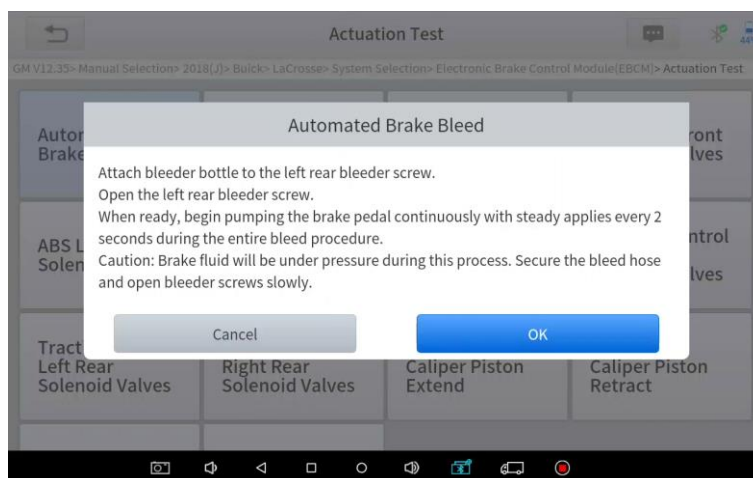 Actuation Test
44%
GM V12.35> Manual Selection> 2018(J)> Buick> LaCrosse> System Selection> Electronic Brake Control Module(EBCM)> Actuation Test
Automated Brake Bleed
Attach bleeder bottle to the left rear bleeder screw.
Open the left rear bleeder screw.
When ready, begin pumping the brake pedal continuously with steady applies every 2
seconds during the entire bleed procedure.
Caution: Brake fluid will be under pressure during this process. Secure the bleed hose
and open bleeder screws slowly.
Cancel
OK
Autor
Brake
ront
lves
ABS L
Solen
ntrol
lves
Tract
Left Rear
Solenoid Valves
Right Rear
Solenoid Valves
Caliper Piston
Extend
Caliper Piston
Retract